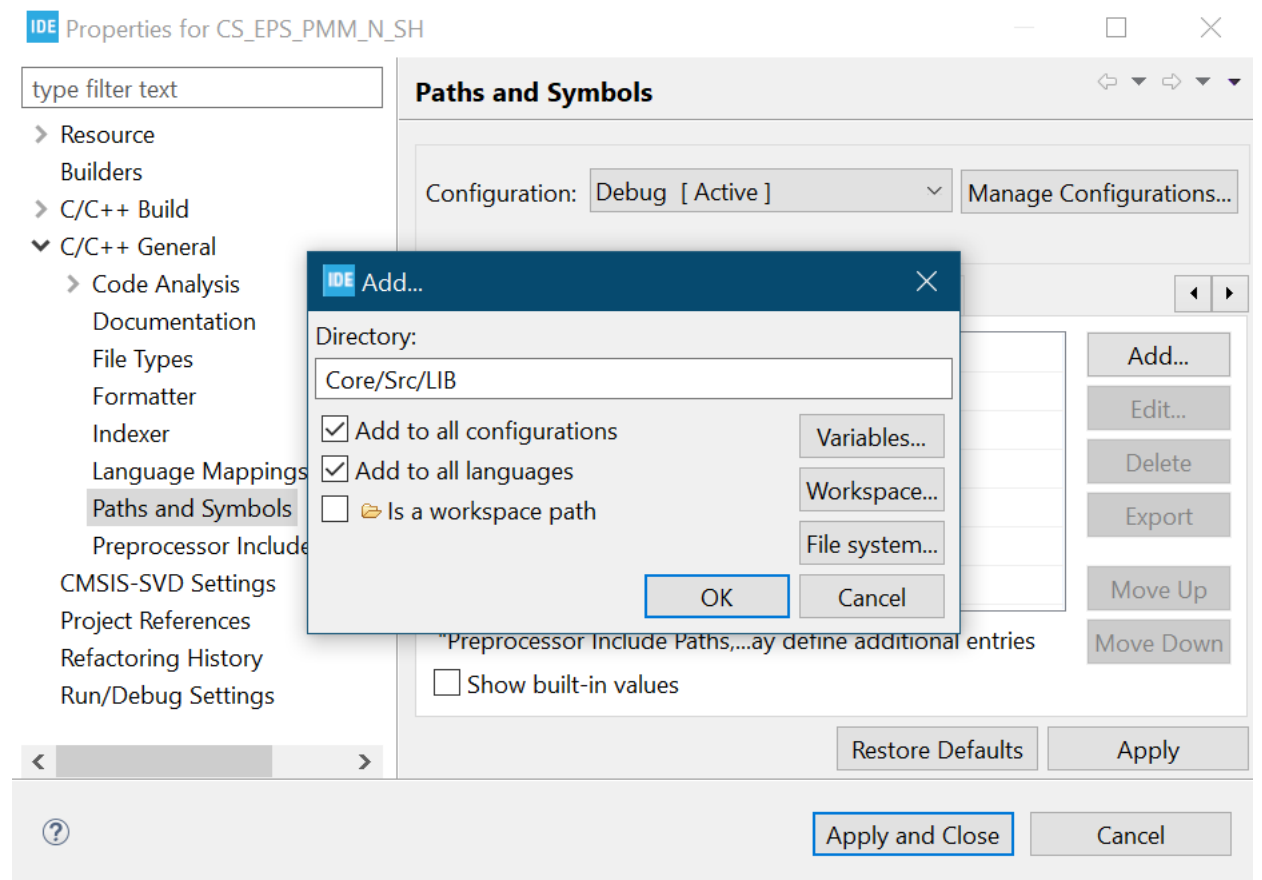 IDE Properties for CS_EPS_PMM_N_SH
type filter text
Resource
Builders
C/C++ Build
C/C++ General
Code Analysis
Documentation
File Types
Formatter
Indexer
Language Mappings
Paths and Symbols
Preprocessor Include
CMSIS-SVD Settings
Project References
Refactoring History
Run/Debug Settings
Paths and Symbols
Configuration: Debug [ Active ] Manage Configurations...
IDE Add...
Directory:
Core/Src/LIB
Add to all configurations
Add to all languages
Is a workspace path
Variables...
Workspace...
File system...
OK Cancel
Add...
Edit...
Delete
Export
Move Up
Move Down
"Preprocessor Include Paths,...ay define additional entries
Show built-in values
Restore Defaults Apply
? Apply and Close Cancel